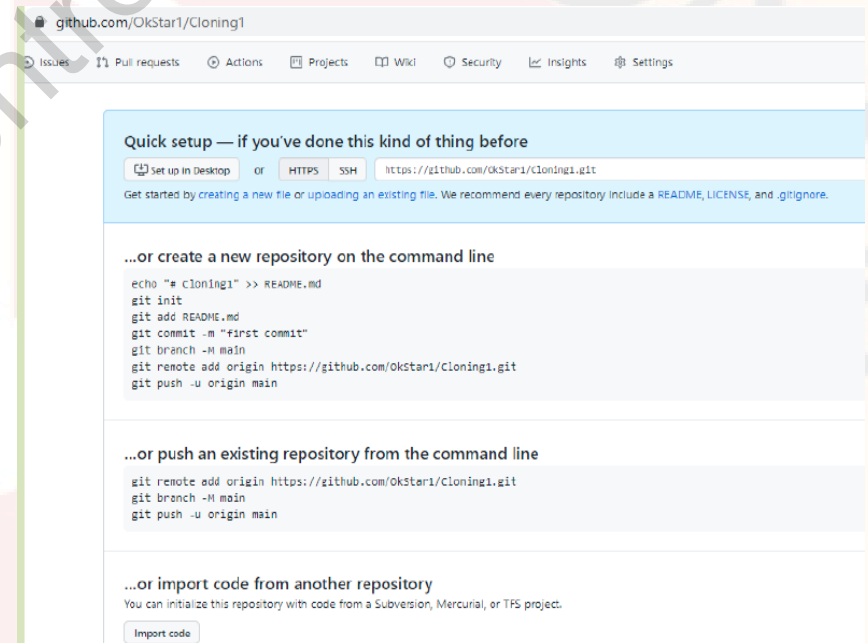 github.com/OkStar1/Cloning1
Issues Pull requests Actions Projects Wiki Security Insights Settings
Quick setup — if you've done this kind of thing before
Set up in Desktop or HTTPS SSH https://github.com/OkStar1/Cloning1.git
Get started by creating a new file or uploading an existing file. We recommend every repository include a README, LICENSE, and .gitignore.
...or create a new repository on the command line
echo "# Cloning1" >> README.md
git init
git add README.md
git commit -m "first commit"
git branch -M main
git remote add origin https://github.com/OkStar1/Cloning1.git
git push -u origin main
...or push an existing repository from the command line
git remote add origin https://github.com/OkStar1/Cloning1.git
git branch -M main
git push -u origin main
...or import code from another repository
You can initialize this repository with code from a Subversion, Mercurial, or TFS project.
Import code